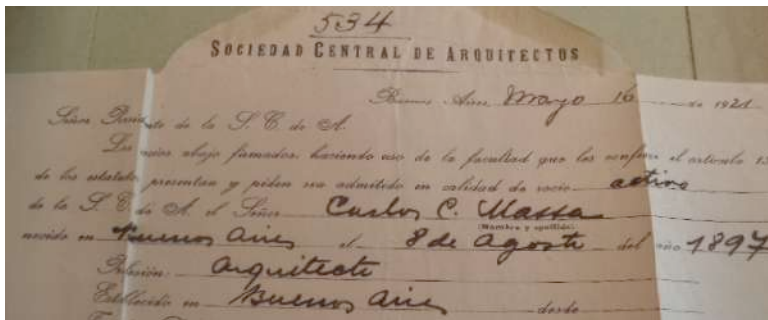 534
SOCIEDAD CENTRAL DE ARQUITECTOS
Buenos Aires Mayo 16 de 1921
Señor Presidente de la S. C. de A.
Los socios abajo firmados, haciendo uso de la facultad que les confiere el artículo 15
de los estatutos presentan y piden sea admitido en calidad de socio activo
de la S. C. de A. el Señor Carlos C. Massa
(Nombre y apellido)
nacido en Buenos Aires el 8 de Agosto del año 1897
Profesión: Arquitecto
Establecido en Buenos Aires desde